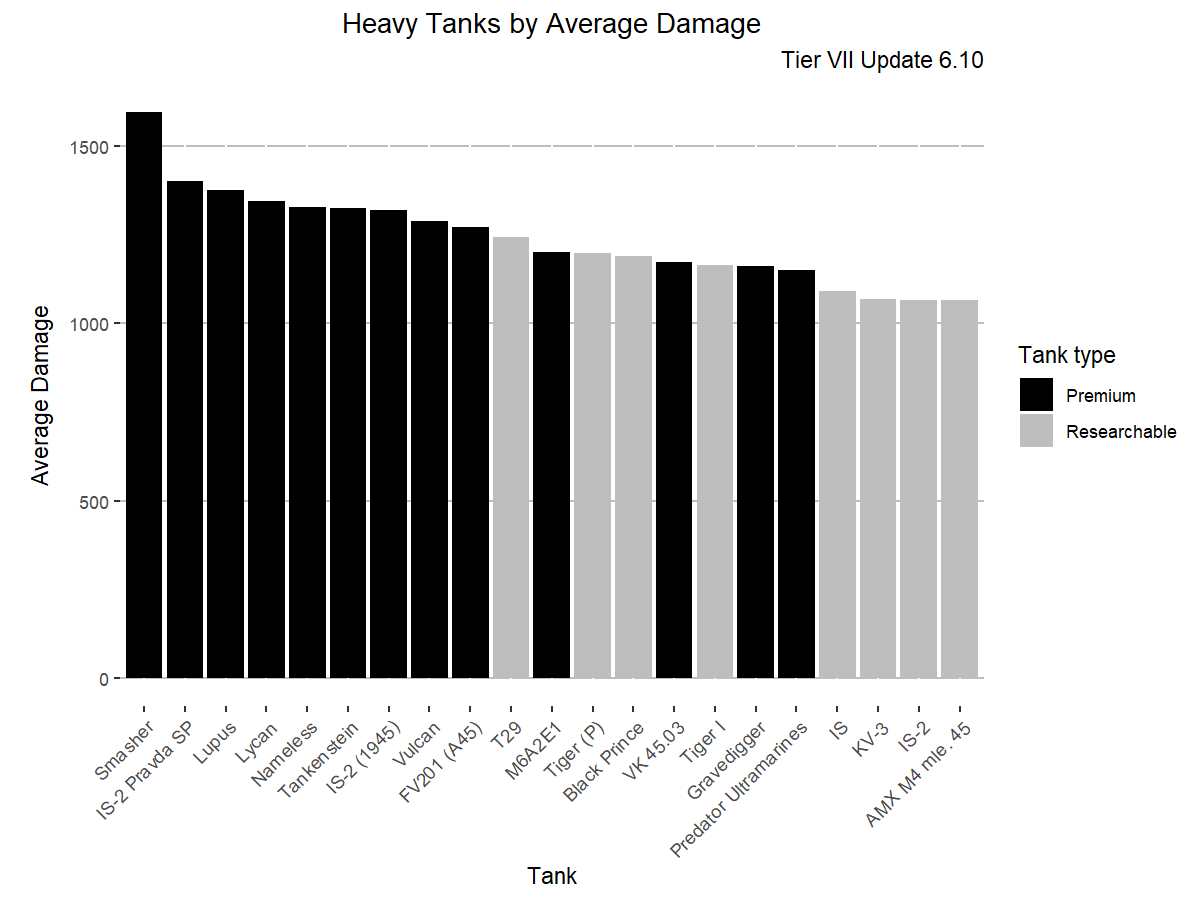 Heavy Tanks by Average Damage
Tier VII Update 6.10
Average Damage
1500
1000
500
0
Smasher
IS-2 Pravda SP
Lupus
Lycan
Nameless
Tankenstein
IS-2 (1945)
Vulcan
FV201 (A45)
T29
M6A2E1
Tiger (P)
Black Prince
VK 45.03
Tiger I
Gravedigger
Predator Ultramarines
IS
KV-3
IS-2
AMX M4 mle. 45
Tank
Tank type
Premium
Researchable